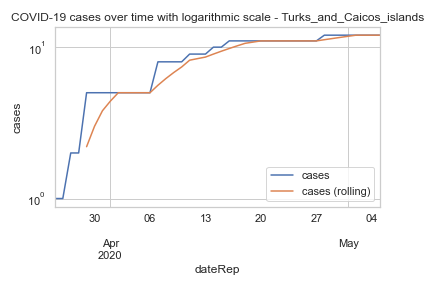 COVID-19 cases over time with logarithmic scale - Turks_and_Caicos_islands
10¹
cases
10⁰
cases
cases (rolling)
30 06 13 20 27 04
Apr May
2020
dateRep